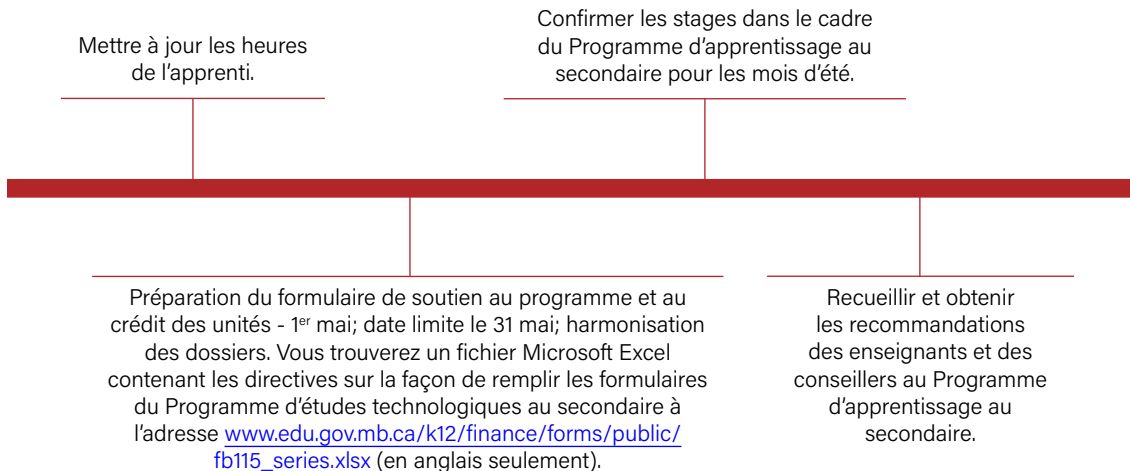 Mettre à jour les heures
de l’apprenti.
Confirmer les stages dans le cadre
du Programme d’apprentissage au
secondaire pour les mois d’été.
Préparation du formulaire de soutien au programme et au
crédit des unités - 1er mai; date limite le 31 mai; harmonisation
des dossiers. Vous trouverez un fichier Microsoft Excel
contenant les directives sur la façon de remplir les formulaires
du Programme d’études technologiques au secondaire à
l’adresse www.edu.gov.mb.ca/k12/finance/forms/public/
fb115_series.xlsx (en anglais seulement).
Recueillir et obtenir
les recommandations
des enseignants et des
conseillers au Programme
d’apprentissage au
secondaire.